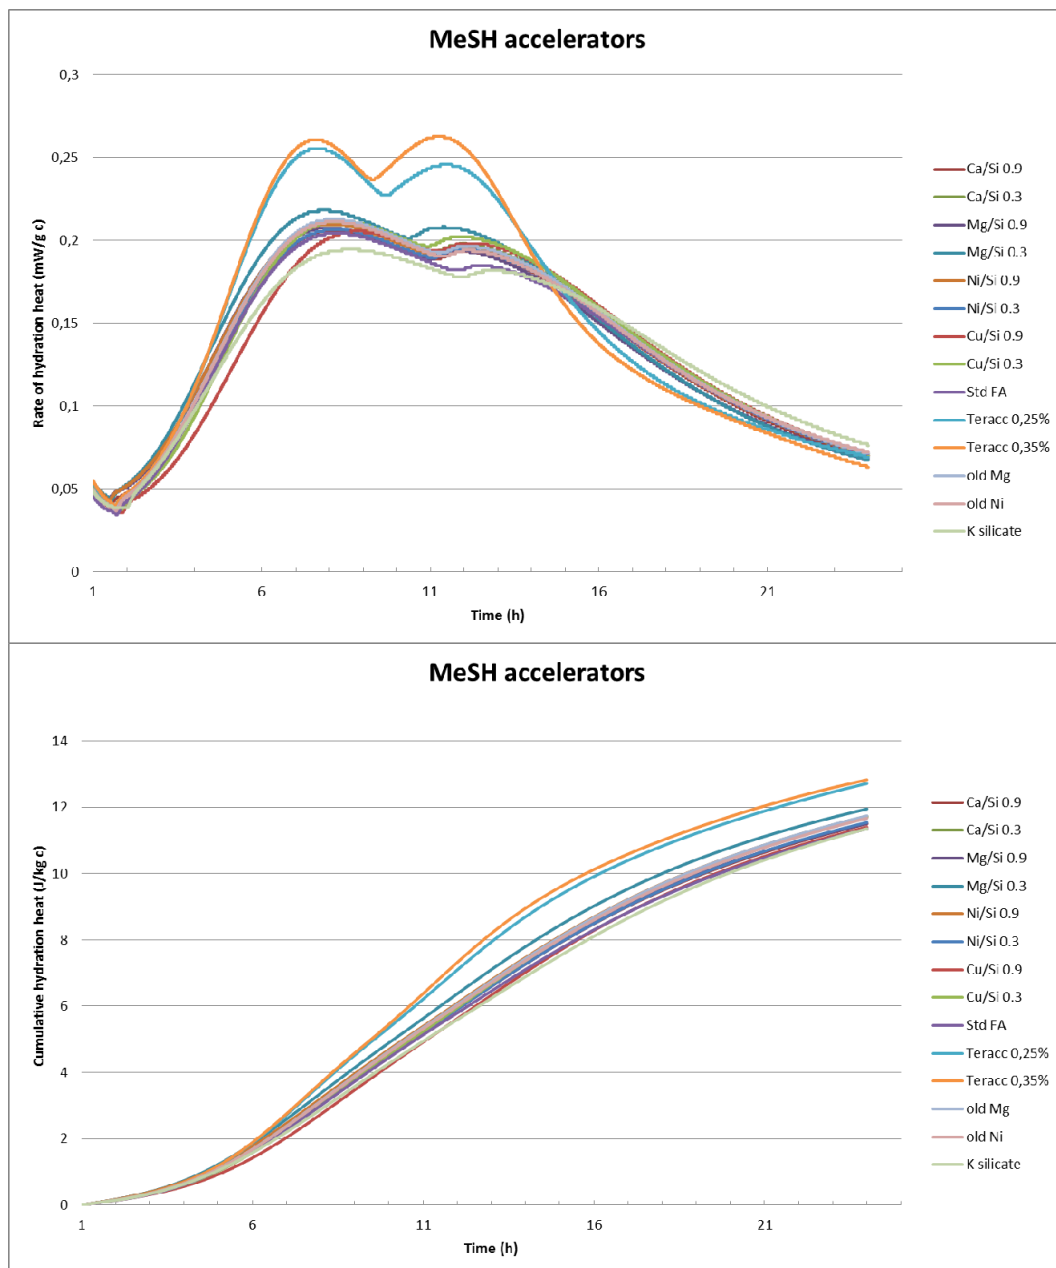 MeSH accelerators
0,3
0,25
0,2
0,15
0,1
0,05
0
Rate of hydration heat (mW/g c)
1 6 11 16 21
Time (h)
Ca/Si 0.9
Ca/Si 0.3
Mg/Si 0.9
Mg/Si 0.3
Ni/Si 0.9
Ni/Si 0.3
Cu/Si 0.9
Cu/Si 0.3
Std FA
Teracc 0,25%
Teracc 0,35%
old Mg
old Ni
K silicate
MeSH accelerators
14
12
10
8
6
4
2
0
Cumulative hydration heat (J/kg c)
1 6 11 16 21
Time (h)
Ca/Si 0.9
Ca/Si 0.3
Mg/Si 0.9
Mg/Si 0.3
Ni/Si 0.9
Ni/Si 0.3
Cu/Si 0.9
Cu/Si 0.3
Std FA
Teracc 0,25%
Teracc 0,35%
old Mg
old Ni
K silicate